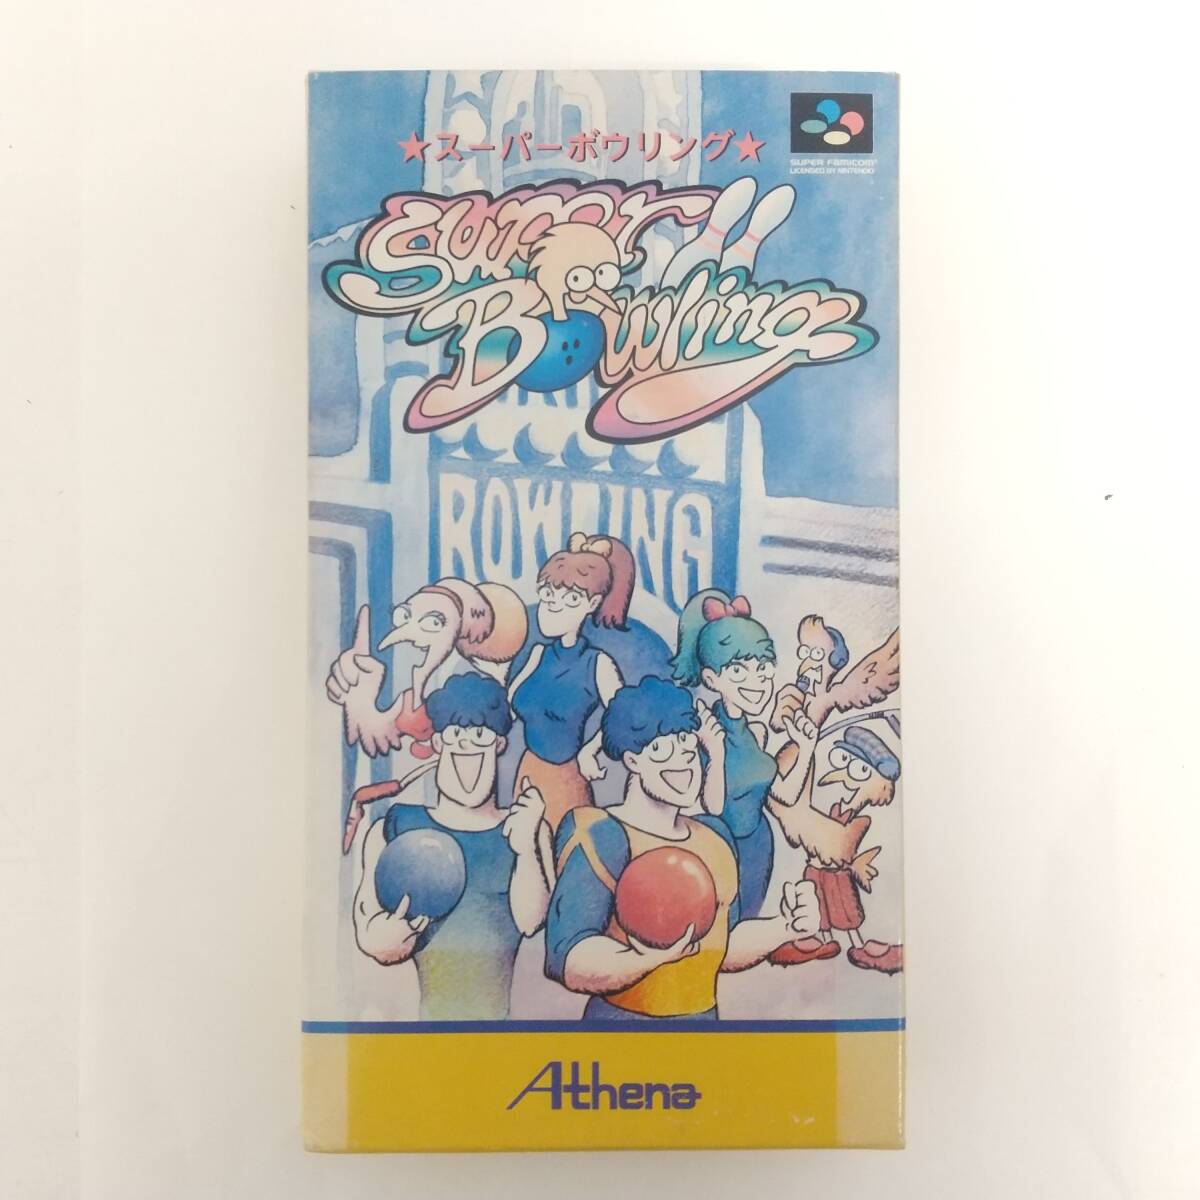 ★スーパーボウリング★
SUPER FAMICOM
LICENSED BY NINTENDO
Super
Bowling
BOWLING
Athena